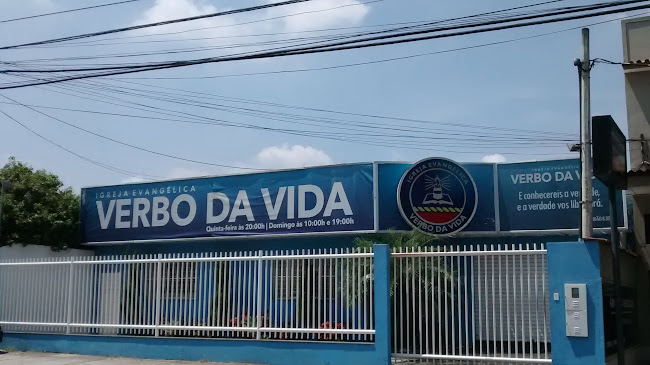 IGREJA EVANGÉLICA
VERBO DA VIDA
Quinta-feira às 20:00h | Domingo às 10:00h e 19:00h
VERBO DA VIDA
IGREJA EVANGÉLICA
VERBO DA VIDA
E conhecereis a verdade,
e a verdade vos libertará